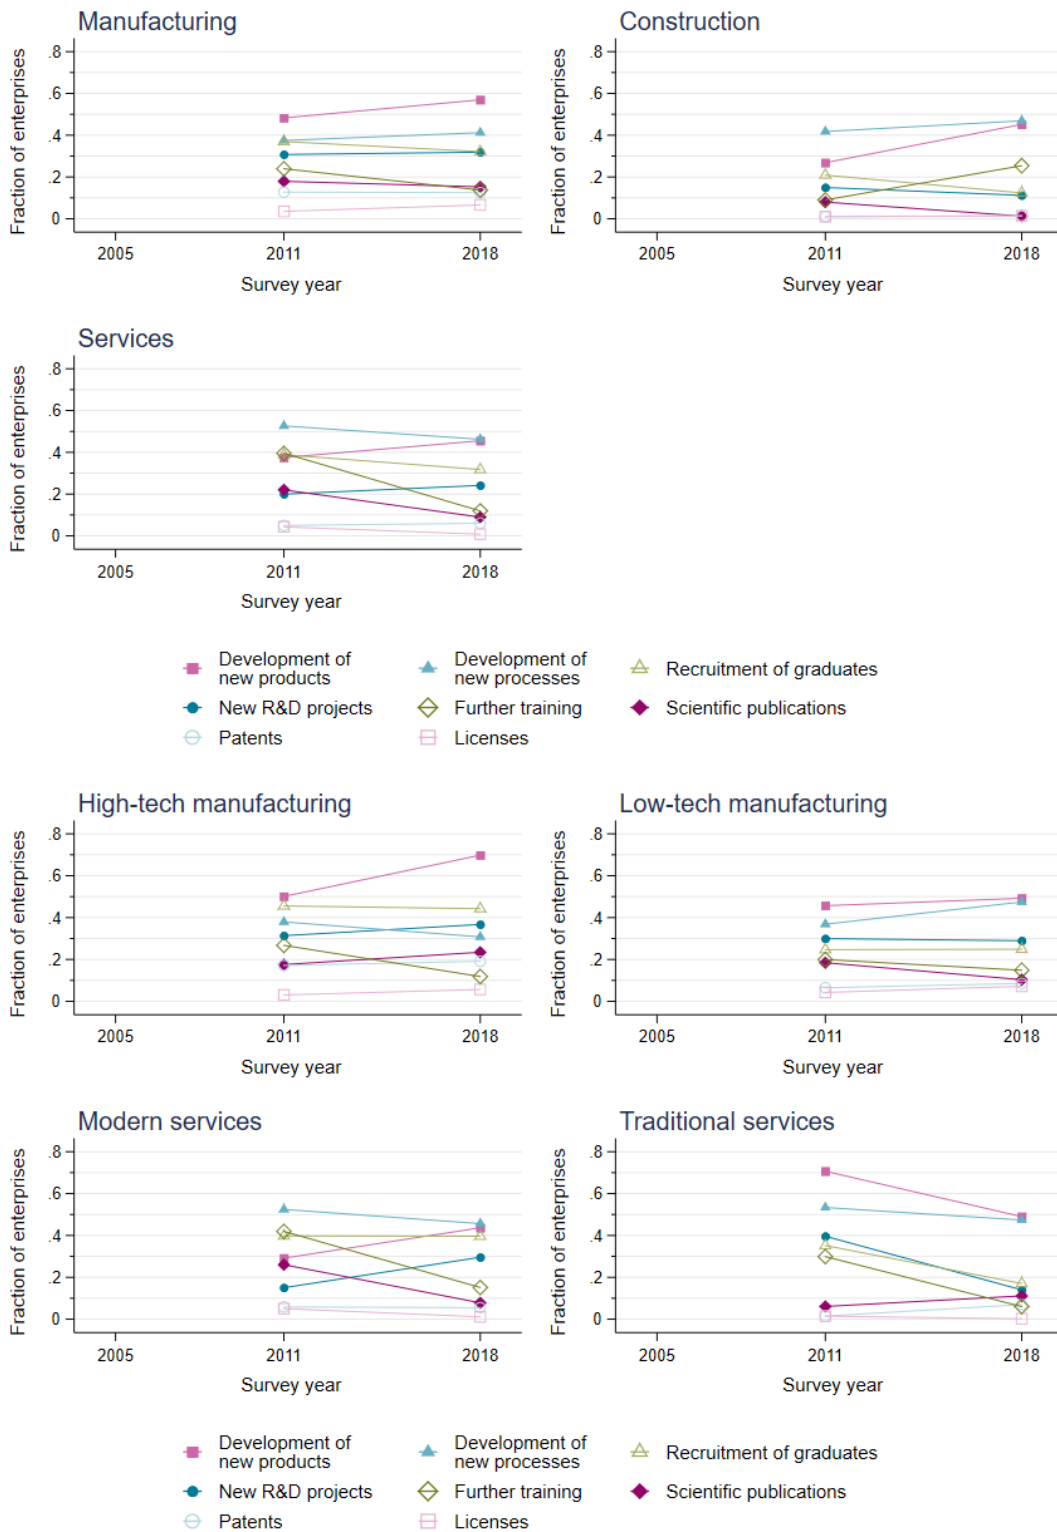 Manufacturing
Construction
Fraction of enterprises
.8
.6
.4
.2
0
2005 2011 2018
Survey year
Fraction of enterprises
.8
.6
.4
.2
0
2005 2011 2018
Survey year
Services
Fraction of enterprises
.8
.6
.4
.2
0
2005 2011 2018
Survey year
Development of
new products
Development of
new processes
Recruitment of graduates
New R&D projects
Further training
Scientific publications
Patents
Licenses
High-tech manufacturing
Low-tech manufacturing
Fraction of enterprises
.8
.6
.4
.2
0
2005 2011 2018
Survey year
Fraction of enterprises
.8
.6
.4
.2
0
2005 2011 2018
Survey year
Modern services
Traditional services
Fraction of enterprises
.8
.6
.4
.2
0
2005 2011 2018
Survey year
Fraction of enterprises
.8
.6
.4
.2
0
2005 2011 2018
Survey year
Development of
new products
Development of
new processes
Recruitment of graduates
New R&D projects
Further training
Scientific publications
Patents
Licenses